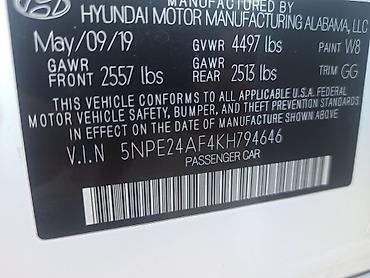 HYUNDAI MOTOR MANUFACTURING ALABAMA, LLC
May/09/19 GVWR 4497 lbs PAINT W8
GAWR FRONT 2557 lbs GAWR REAR 2513 lbs TRIM GG
THIS VEHICLE CONFORMS TO ALL APPLICABLE U.S.A FEDERAL
MOTOR VEHICLE SAFETY, BUMPER, AND THEFT PREVENTION STANDARDS
IN EFFECT ON THE DATE OF MANUFACTURE SHOWN ABOVE.
V.I.N 5NPE24AF4KH794646
PASSENGER CAR